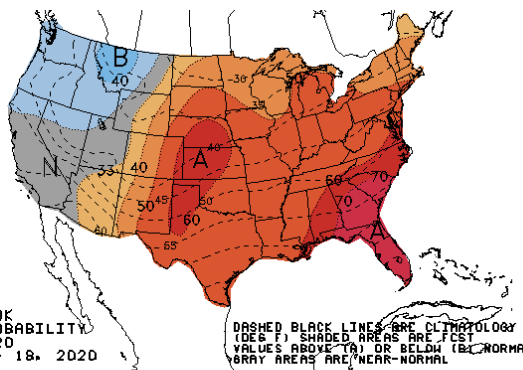 B
40
30
35
N
33
40
A
40
50
45
50
60
60
65
60
70
70
A
OK
OBABILITY
20
18, 2020
DASHED BLACK LINES ARE CLIMATOLOGY
(DEG F) SHADED AREAS ARE FCST
VALUES ABOVE (A) OR BELOW (B) NORMA
GRAY AREAS ARE NEAR-NORMAL